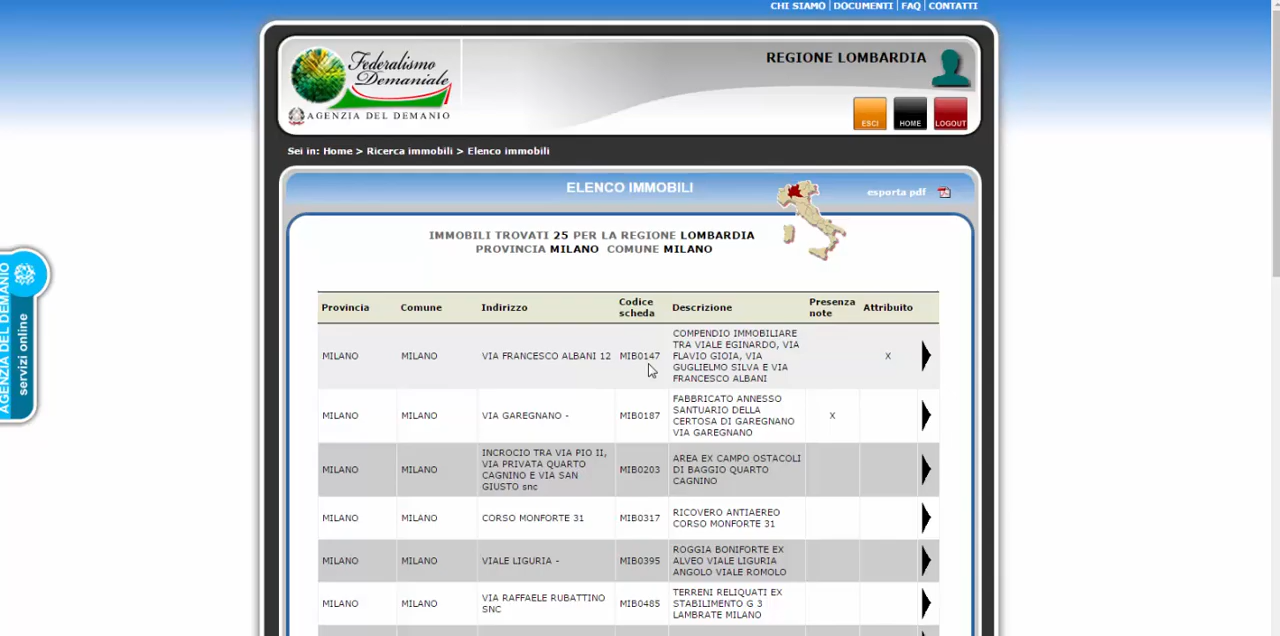 CHI SIAMO | DOCUMENTI | FAQ | CONTATTI
Federalismo
Demaniale
AGENZIA DEL DEMANIO
REGIONE LOMBARDIA
ESCI HOME LOGOUT
Sei in: Home > Ricerca immobili > Elenco immobili
ELENCO IMMOBILI
esporta pdf
IMMOBILI TROVATI 25 PER LA REGIONE LOMBARDIA
PROVINCIA MILANO COMUNE MILANO
AGENZIA DEL DEMANIO
servizi online
Provincia Comune Indirizzo Codice scheda Descrizione Presenza note Attribuito
MILANO MILANO VIA FRANCESCO ALBANI 12 MIB0147 COMPENDIO IMMOBILIARE
TRA VIALE EGINARDO, VIA
FLAVIO GIOIA, VIA
GUGLIELMO SILVA E VIA
FRANCESCO ALBANI X
MILANO MILANO VIA GAREGNANO - MIB0187 FABBRICATO ANNESSO
SANTUARIO DELLA
CERTOSA DI GAREGNANO
VIA GAREGNANO X
MILANO MILANO INCROCIO TRA VIA PIO II,
VIA PRIVATA QUARTO
CAGNINO E VIA SAN
GIUSTO snc MIB0203 AREA EX CAMPO OSTACOLI
DI BAGGIO QUARTO
CAGNINO
MILANO MILANO CORSO MONFORTE 31 MIB0317 RICOVERO ANTIAEREO
CORSO MONFORTE 31
MILANO MILANO VIALE LIGURIA - MIB0395 ROGGIA BONIFORTE EX
ALVEO VIALE LIGURIA
ANGOLO VIALE ROMOLO
MILANO MILANO VIA RAFFAELE RUBATTINO
SNC MIB0485 TERRENI RELIQUATI EX
STABILIMENTO G 3
LAMBRATE MILANO